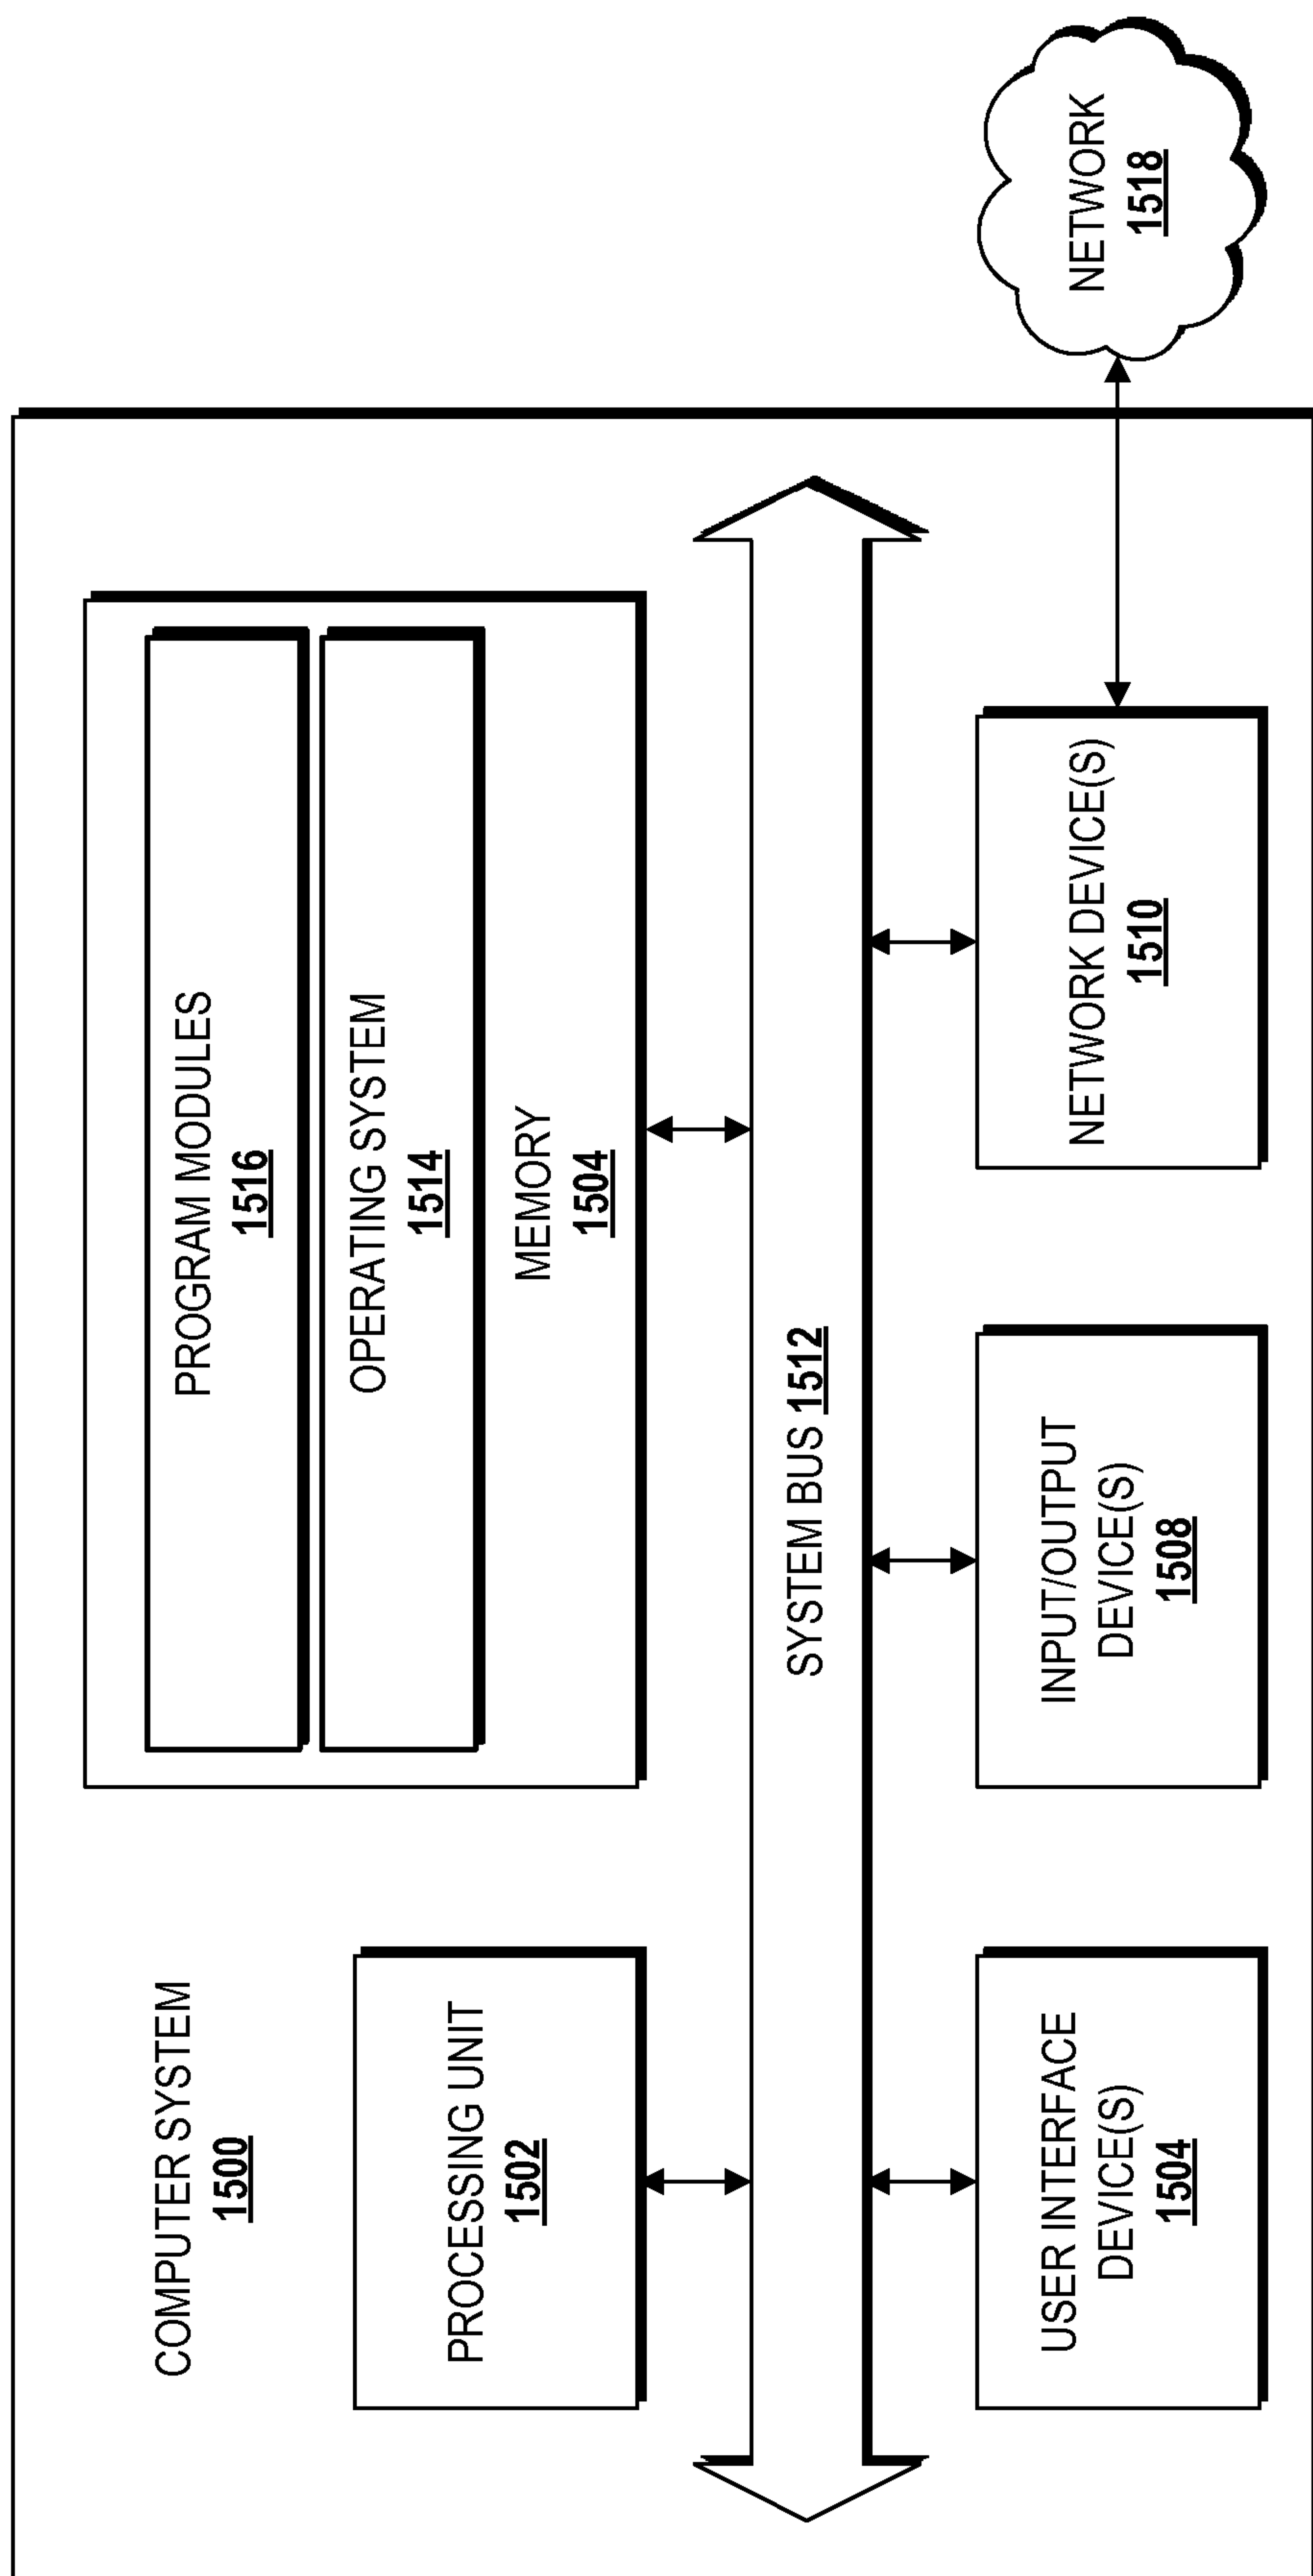 COMPUTER SYSTEM
1500
PROCESSING UNIT
1502
PROGRAM MODULES
1516
OPERATING SYSTEM
1514
MEMORY
1504
SYSTEM BUS 1512
USER INTERFACE
DEVICE(S)
1504
INPUT/OUTPUT
DEVICE(S)
1508
NETWORK DEVICE(S)
1510
NETWORK
1518